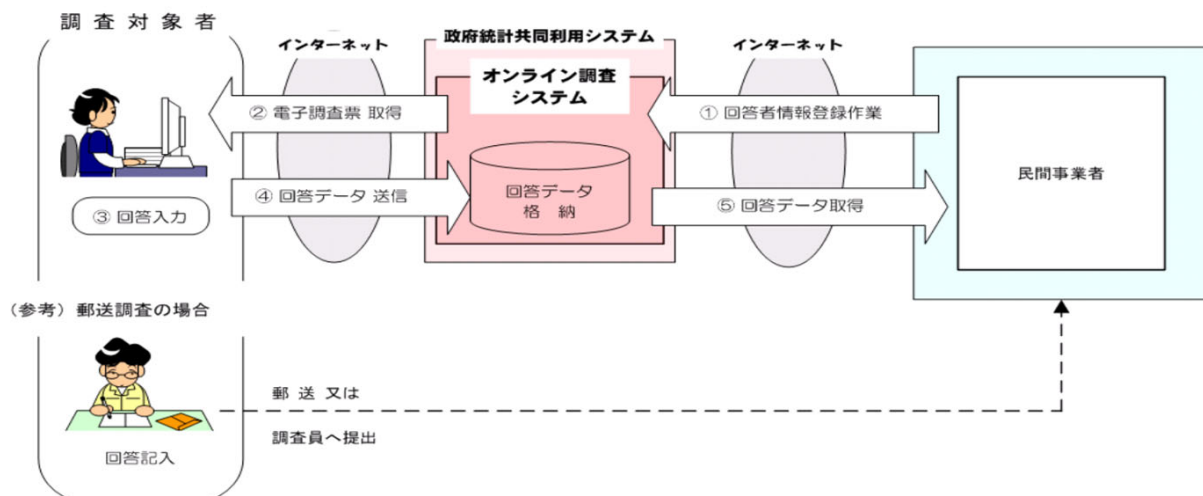 調査対象者
インターネット
政府統計共同利用システム
インターネット
オンライン調査
システム
② 電子調査票 取得
① 回答者情報登録作業
民間事業者
③ 回答入力
④ 回答データ 送信
回答データ
格 納
⑤ 回答データ取得
(参考) 郵送調査の場合
郵 送 又は
調査員へ提出
回答記入